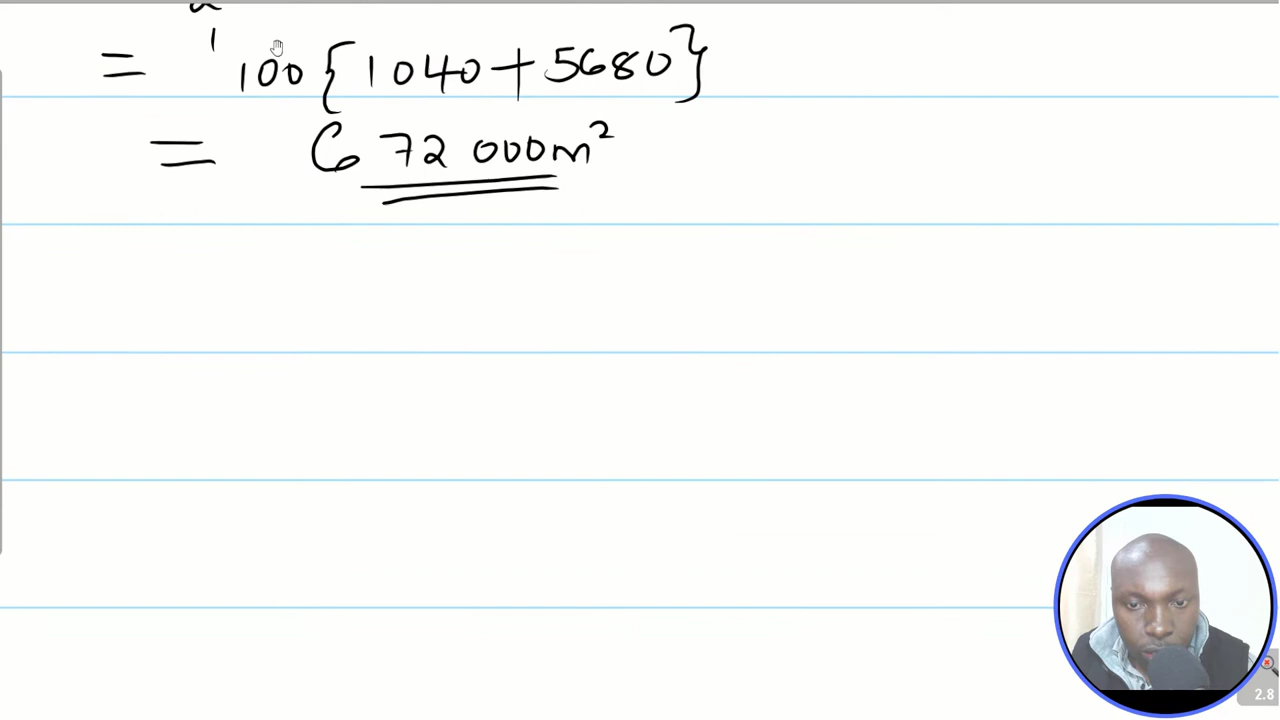 = 100{1040+5680}
= 672 000m²
2.8